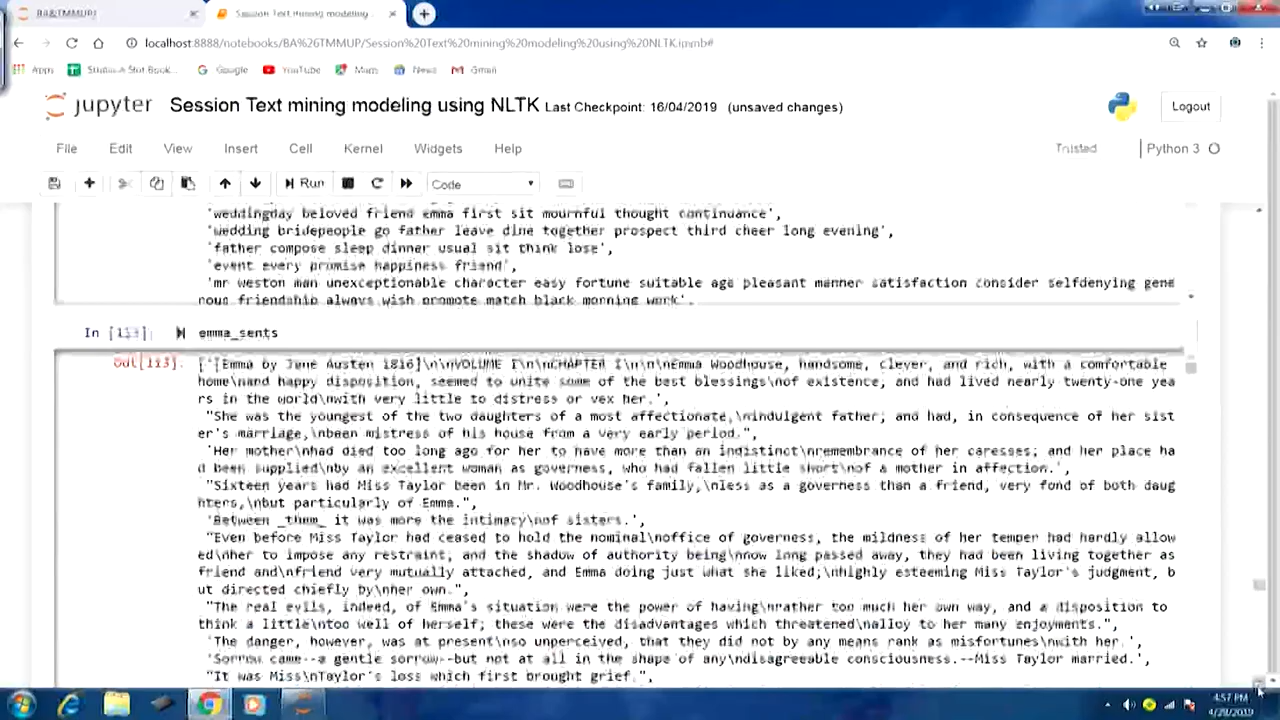 BA&TMMUP/
Session Text mining modeling
localhost:8888/notebooks/BA%26TMMUP/Session%20Text%20mining%20modeling%20using%20NLTK.ipynb#
Apps Google YouTube Maps News Gmail
jupyter Session Text mining modeling using NLTK Last Checkpoint: 16/04/2019 (unsaved changes) Logout
File Edit View Insert Cell Kernel Widgets Help Trusted Python 3
Run Code
'weddingday beloved friend emma first sit mournful thought continuance',
'wedding bridepeople go father leave dine together prospect third cheer long evening',
'father compose sleep dinner usual sit think lose',
'event every promise happiness friend',
'mr weston man unexceptionable character easy fortune suitable age pleasant manner satisfaction consider selfdenying gene
rous friendship always wish promote match black morning work',
In [113] emma_sents
Out[113]: ['[Emma by Jane Austen 1816]\n\nVOLUME I\n\nCHAPTER I\n\n\nEmma Woodhouse, handsome, clever, and rich, with a comfortable
home\nand happy disposition, seemed to unite some of the best blessings\nof existence; and had lived nearly twenty-one yea
rs in the world\nwith very little to distress or vex her.',
"She was the youngest of the two daughters of a most affectionate,\nindulgent father; and had, in consequence of her sist
er's marriage,\nbeen mistress of his house from a very early period.",
'Her mother\nhad died too long ago for her to have more than an indistinct\nremembrance of her caresses; and her place ha
d been supplied\nby an excellent woman as governess, who had fallen little short\nof a mother in affection.',
"Sixteen years had Miss Taylor been in Mr. Woodhouse's family,\nless as a governess than a friend, very fond of both daug
hters,\nbut particularly of Emma.",
'Between _them_ it was more the intimacy\nof sisters.',
"Even before Miss Taylor had ceased to hold the nominal\noffice of governess, the mildness of her temper had hardly allow
ed\nher to impose any restraint; and the shadow of authority being\nnow long passed away, they had been living together as
friend and\nfriend very mutually attached, and Emma doing just what she liked;\nhighly esteeming Miss Taylor's judgment, b
ut directed chiefly by\nher own.",
"The real evils, indeed, of Emma's situation were the power of having\nrather too much her own way, and a disposition to
think a little\ntoo well of herself; these were the disadvantages which threatened\nalloy to her many enjoyments.",
'The danger, however, was at present\nso unperceived, that they did not by any means rank as misfortunes\nwith her.',
'Sorrow came--a gentle sorrow--but not at all in the shape of any\ndisagreeable consciousness.--Miss Taylor married.',
"It was Miss\nTaylor's loss which first brought grief.",
4:57 PM
4/29/2019